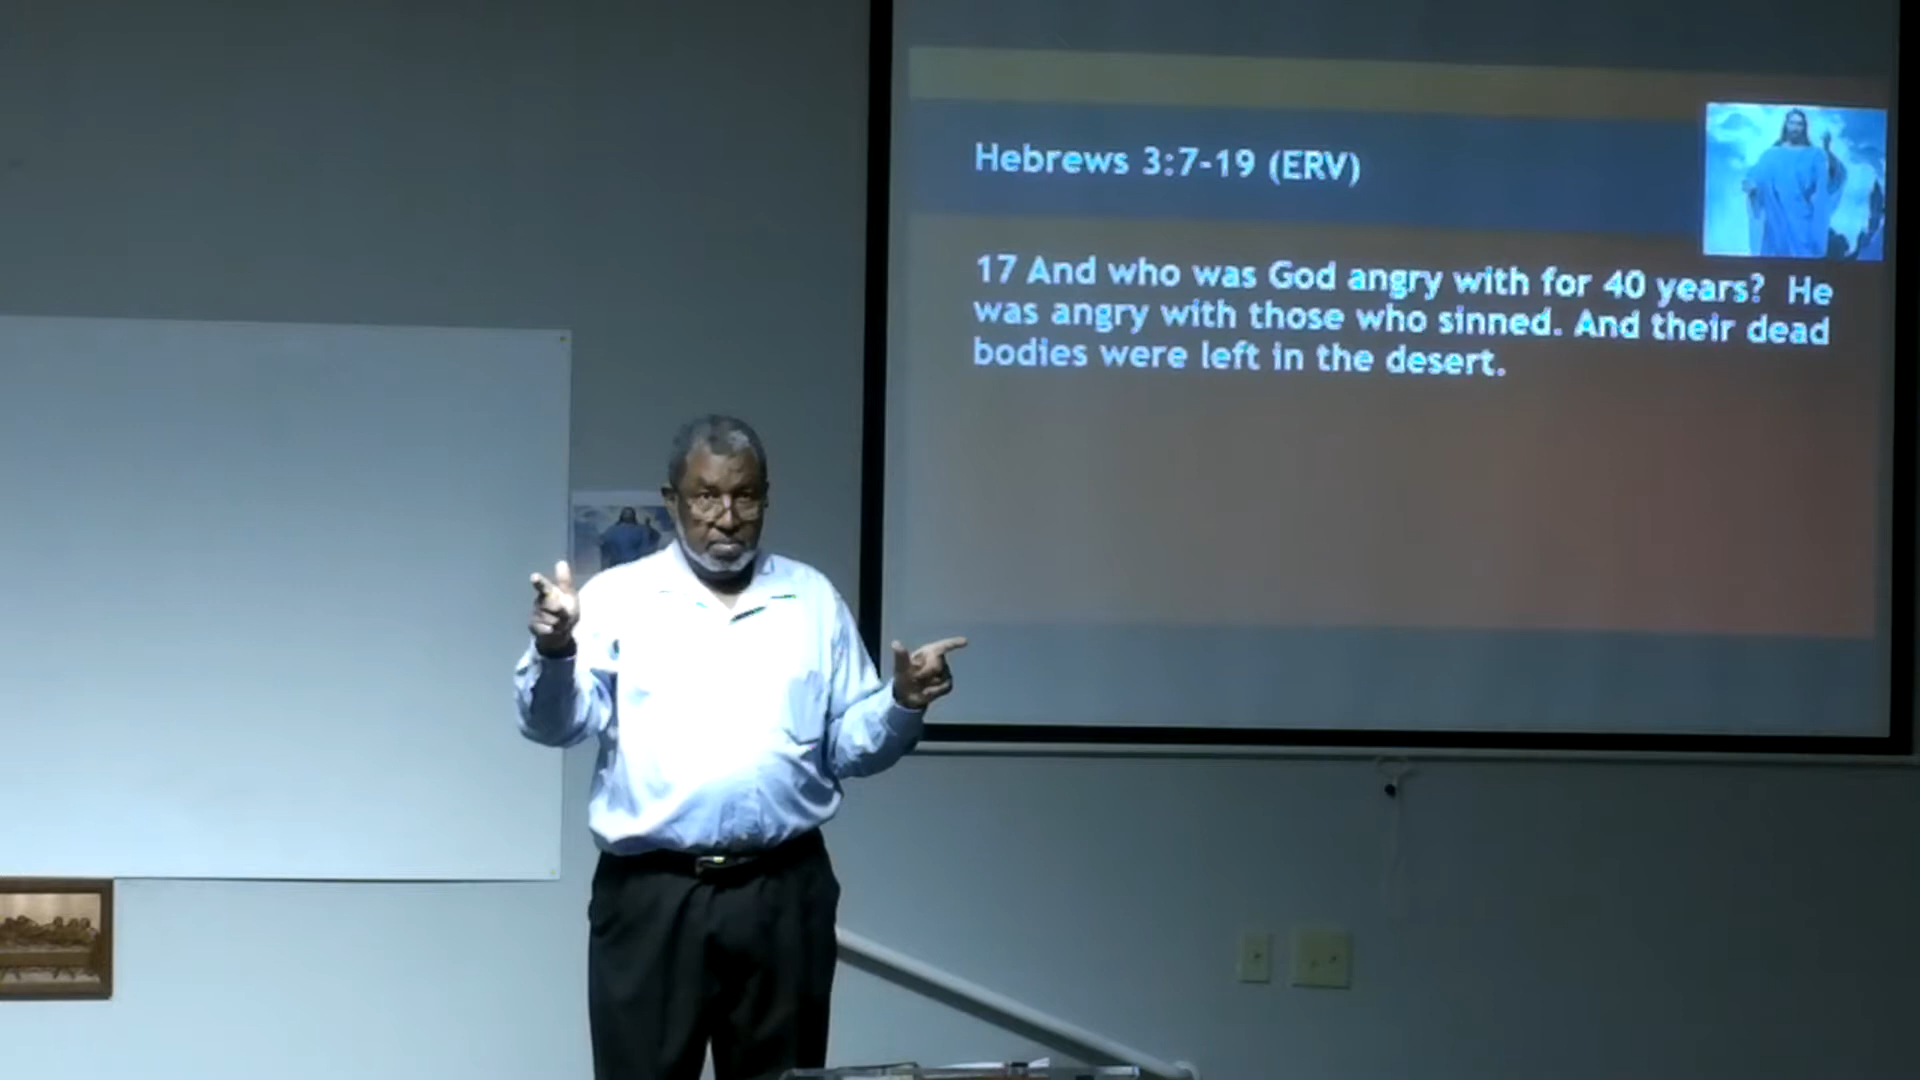 Hebrews 3:7-19 (ERV)
17 And who was God angry with for 40 years?  He
was angry with those who sinned. And their dead
bodies were left in the desert.